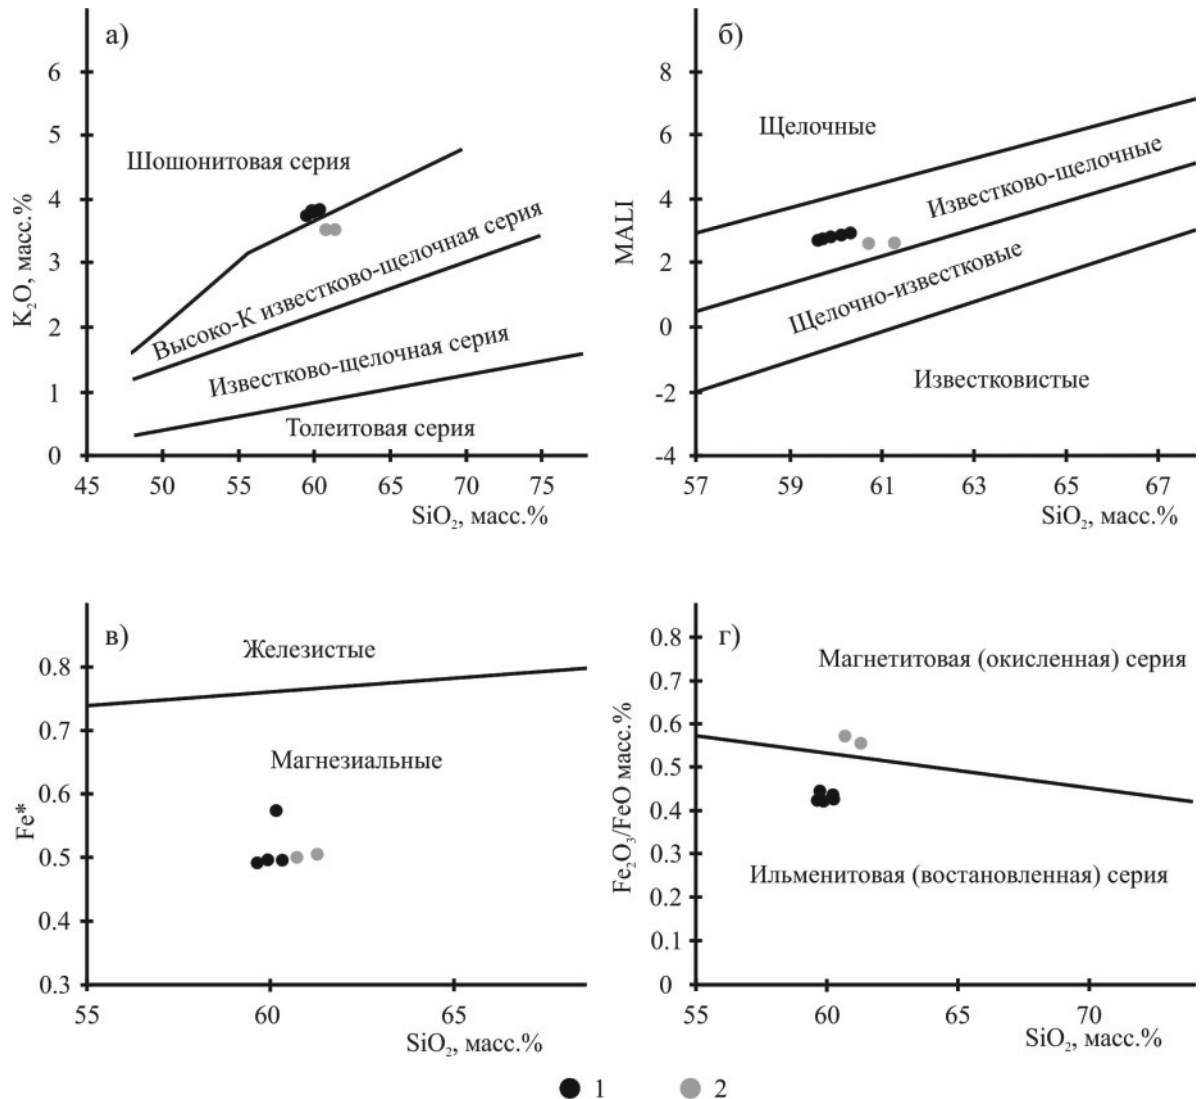 а)
6
5
4
3
2
1
0
K₂O, масс.%
Шошонитовая серия
Высоко-К известково-щелочная серия
Известково-щелочная серия
Толеитовая серия
45 50 55 60 65 70 75
SiO₂, масс.%
б)
8
6
4
2
0
-2
-4
MALI
Щелочные
Известково-щелочные
Щелочно-известковые
Известковистые
57 59 61 63 65 67
SiO₂, масс.%
в)
0.8
0.7
0.6
0.5
0.4
0.3
Fe*
Железистые
Магнезиальные
55 60 65
SiO₂, масс.%
г)
0.8
0.7
0.6
0.5
0.4
0.3
0.2
0.1
0
Fe₂O₃/FeO масс.%
Магнетитовая (окисленная) серия
Ильменитовая (востановленная) серия
55 60 65 70
SiO₂, масс.%
1 2